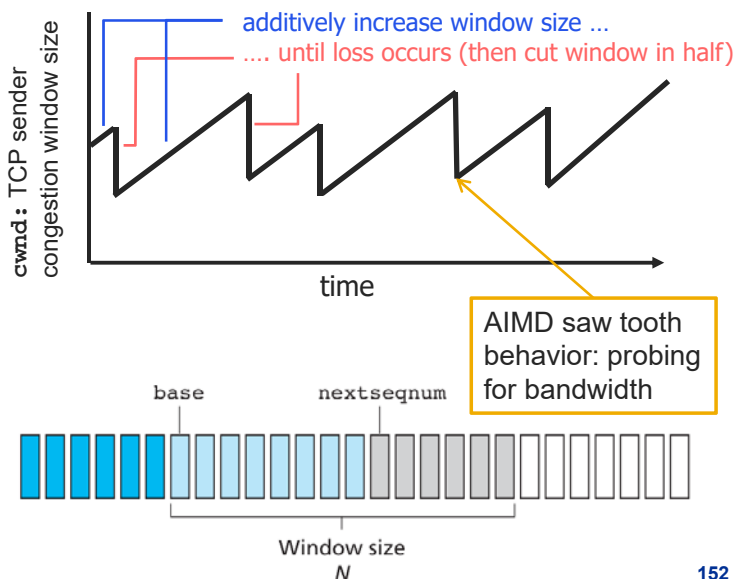 additively increase window size …
…. until loss occurs (then cut window in half)
cwnd: TCP sender
congestion window size
time
AIMD saw tooth
behavior: probing
for bandwidth
base
nextseqnum
Window size
N
152